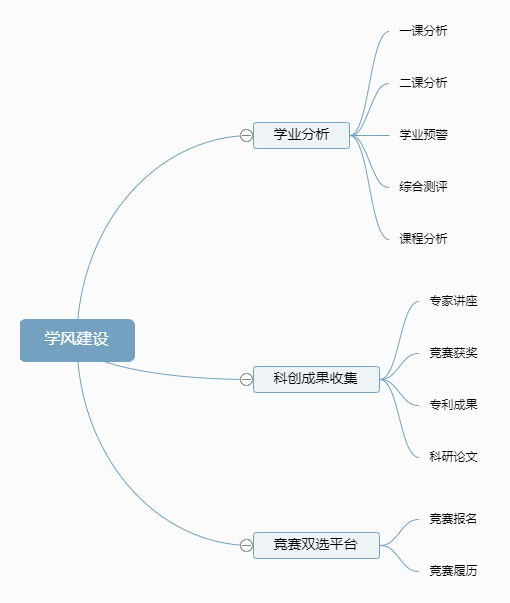 学风建设
学业分析
一课分析
二课分析
学业预警
综合测评
课程分析
科创成果收集
专家讲座
竞赛获奖
专利成果
科研论文
竞赛双选平台
竞赛报名
竞赛履历